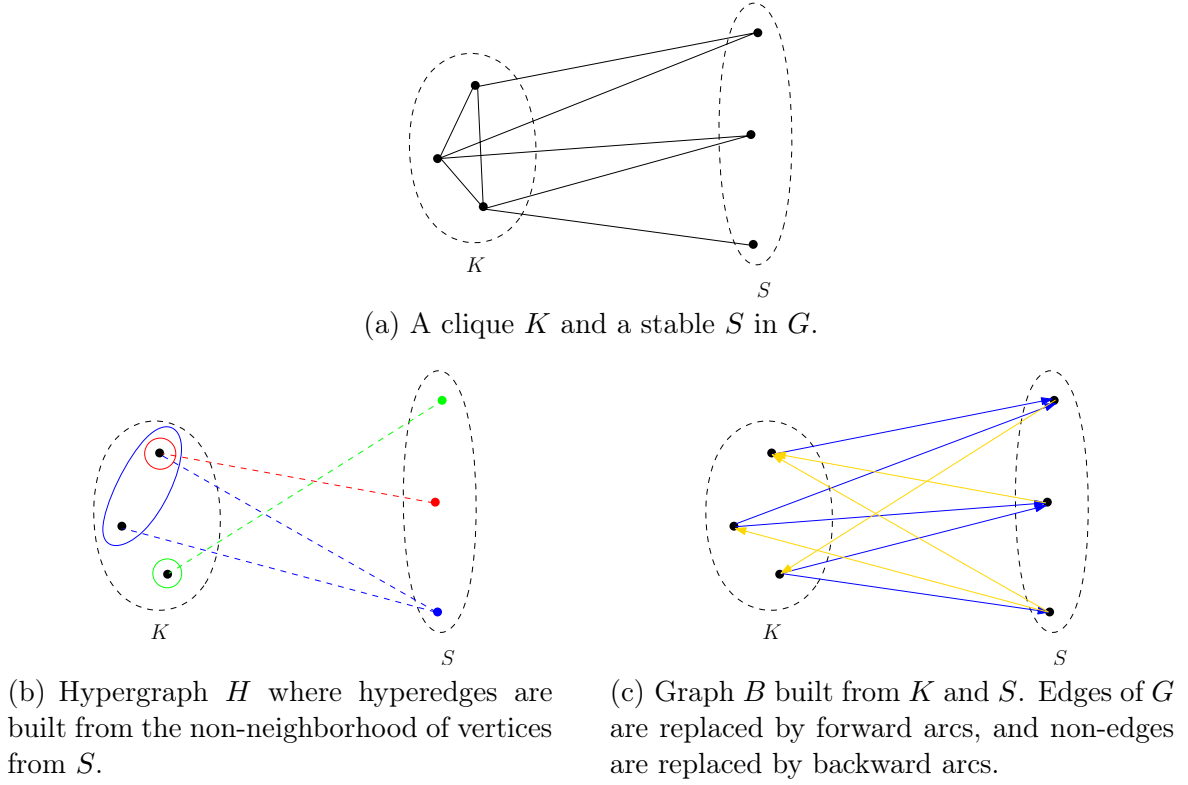 K
S
(a) A clique K and a stable S in G.
K
S
(b) Hypergraph H where hyperedges are
built from the non-neighborhood of vertices
from S.
K
S
(c) Graph B built from K and S. Edges of G
are replaced by forward arcs, and non-edges
are replaced by backward arcs.